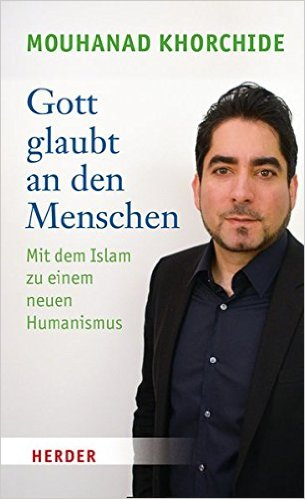 MOUHANAD KHORCHIDE
Gott
glaubt
an den
Menschen
Mit dem Islam
zu einem
neuen
Humanismus
HERDER